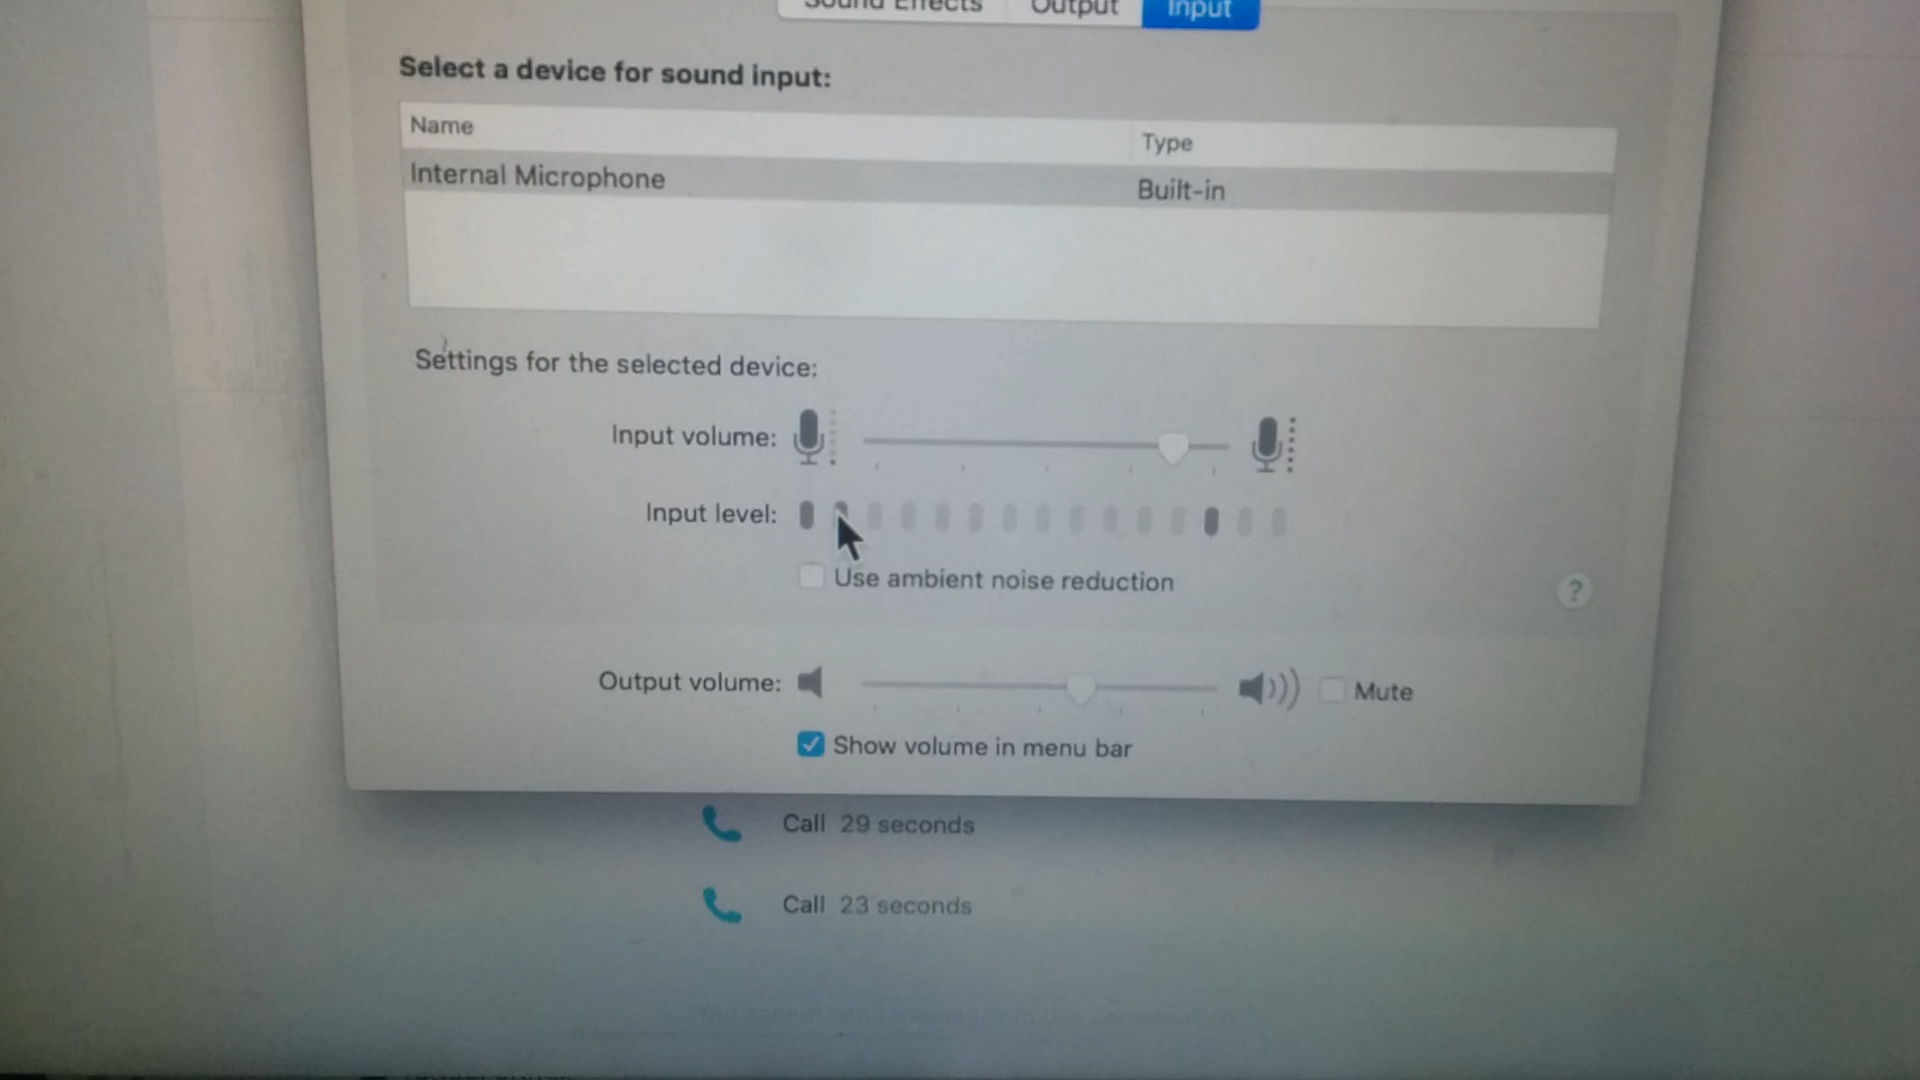 Sound Effects Output Input
Select a device for sound input:
Name Type
Internal Microphone Built-in
Settings for the selected device:
Input volume:
Input level:
Use ambient noise reduction
?
Output volume: Mute
Show volume in menu bar
Call 29 seconds
Call 23 seconds